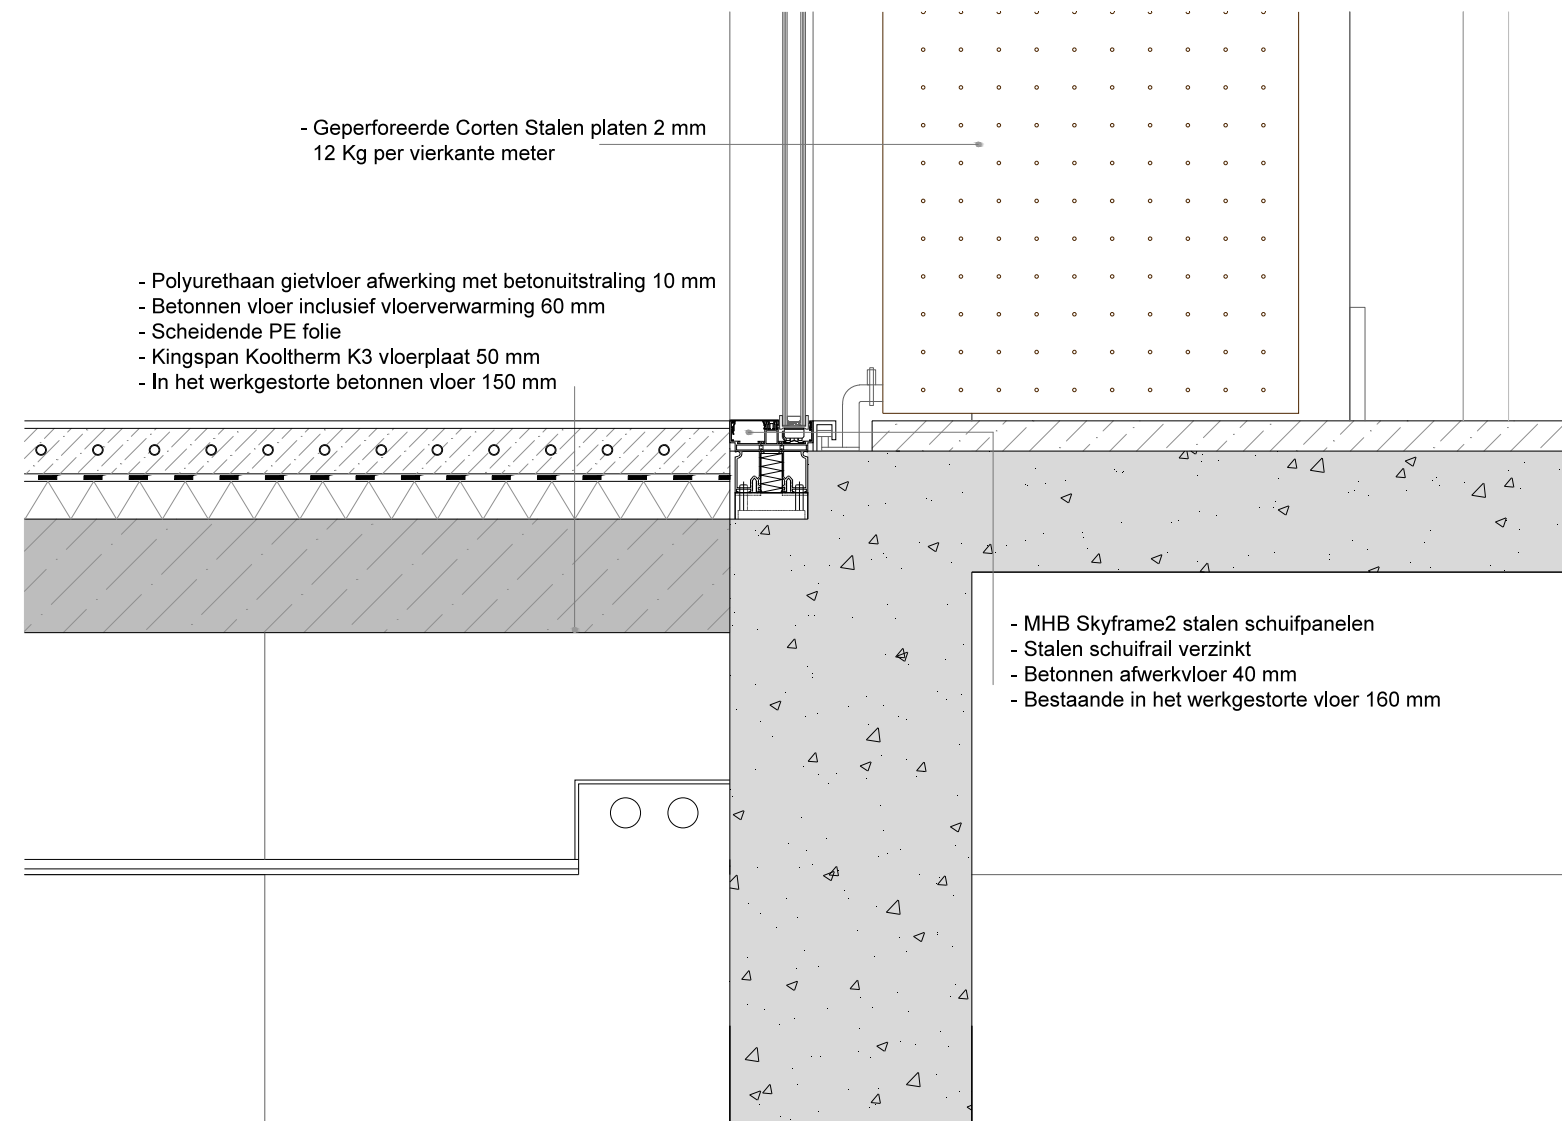 - Geperforeerde Corten Stalen platen 2 mm
12 Kg per vierkante meter
- Polyurethaan gietvloer afwerking met betonuitstraling 10 mm
- Betonnen vloer inclusief vloerverwarming 60 mm
- Scheidende PE folie
- Kingspan Kooltherm K3 vloerplaat 50 mm
- In het werkgestorte betonnen vloer 150 mm
- MHB Skyframe2 stalen schuifpanelen
- Stalen schuifrail verzinkt
- Betonnen afwerkvloer 40 mm
- Bestaande in het werkgestorte vloer 160 mm